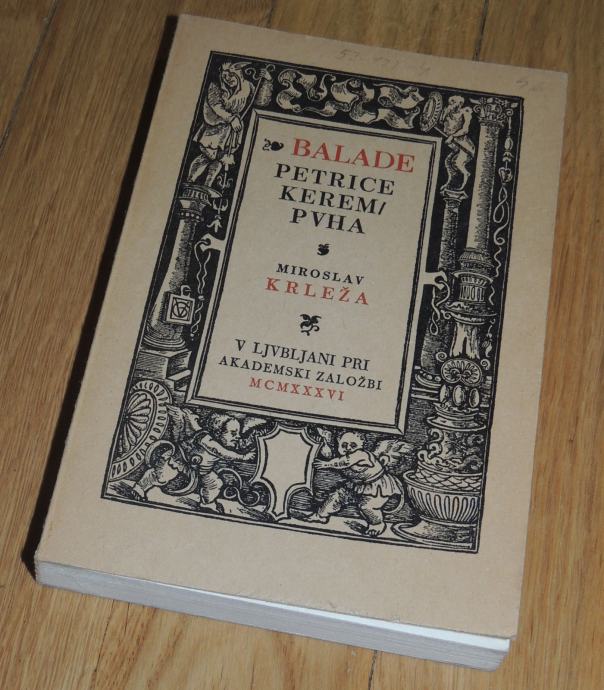 BALADE
PETRICE
KEREM/
PVHA
MIROSLAV
KRLEŽA
V LJVBLJANI PRI
AKADEMSKI ZALOŽBI
MCMXXXVI